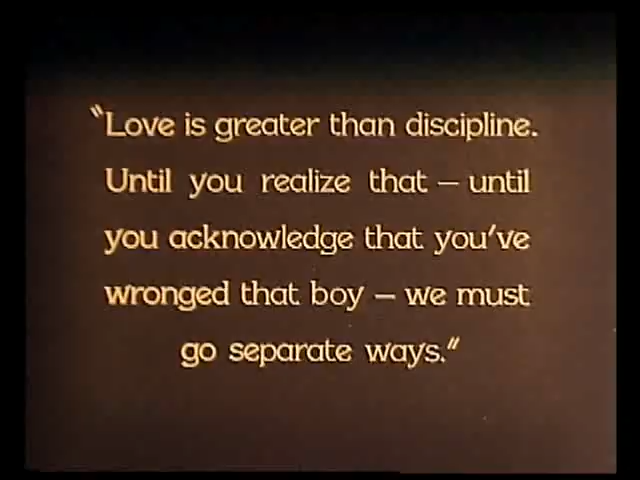 "Love is greater than discipline.
Until you realize that – until
you acknowledge that you've
wronged that boy – we must
go separate ways."